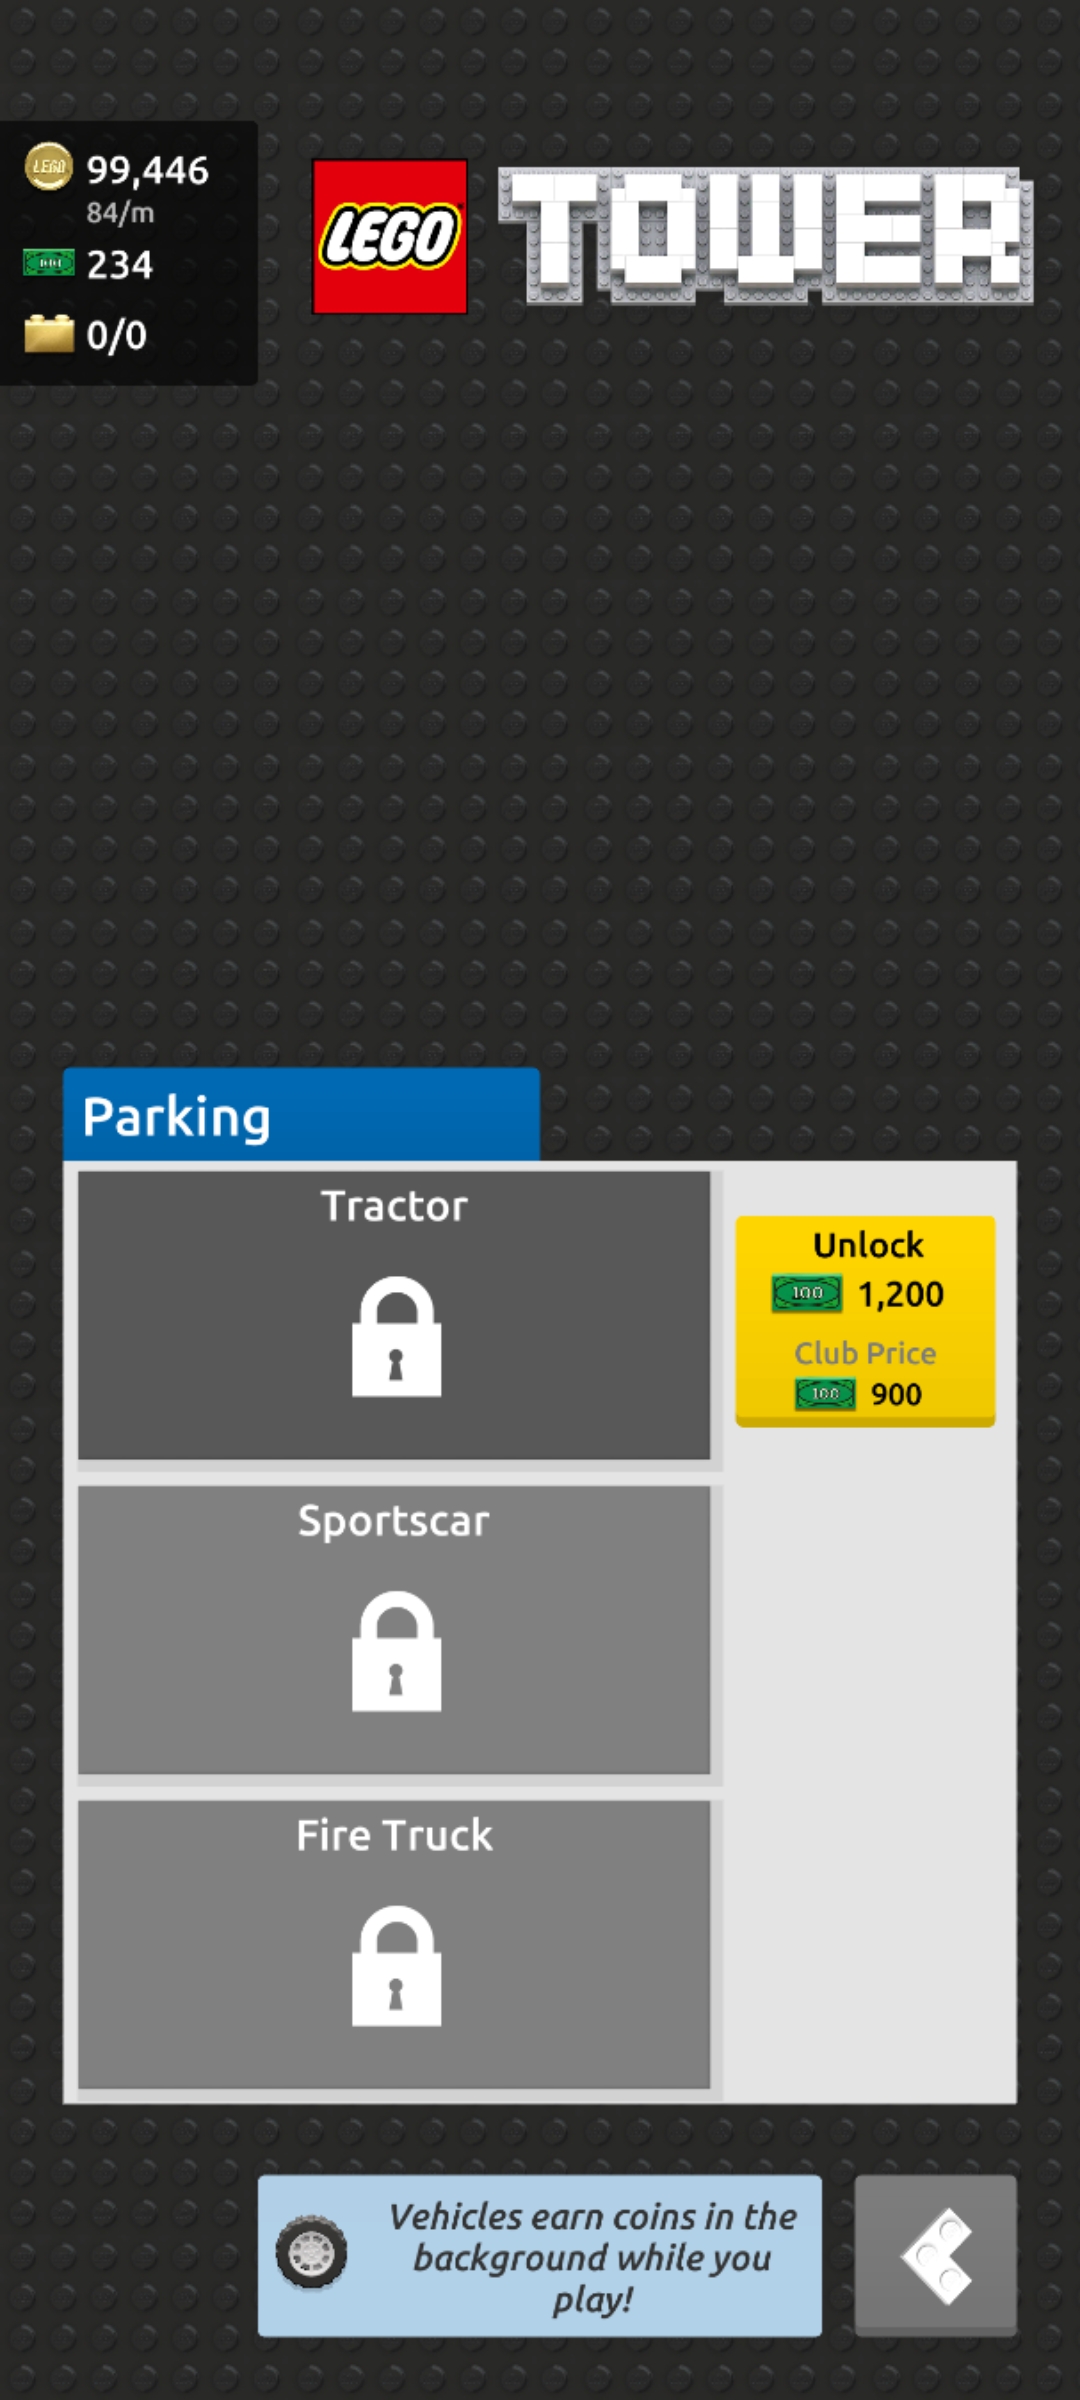 LEGO
99,446
84/m
234
0/0
LEGO
TOWER
Parking
Tractor
Unlock
100 1,200
Club Price
100 900
Sportscar
Fire Truck
Vehicles earn coins in the
background while you
play!